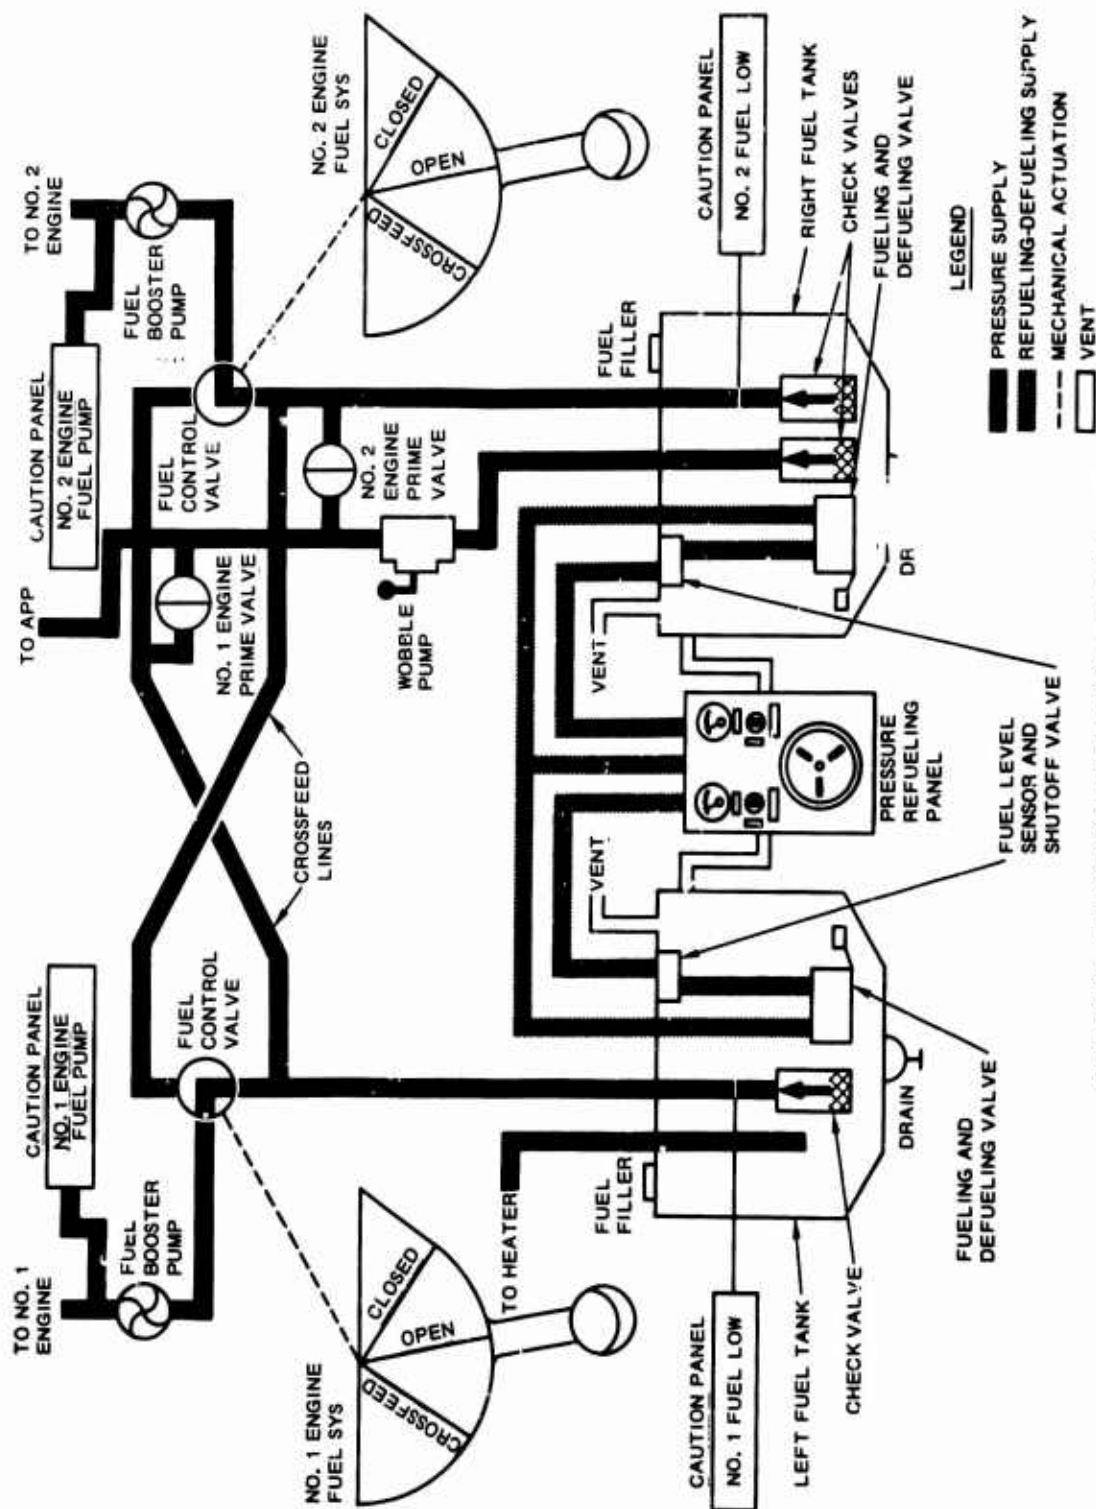 TO NO. 1
ENGINE
FUEL
BOOSTER
PUMP
CAUTION PANEL
NO. 1 ENGINE
FUEL PUMP
FUEL
CONTROL
VALVE
TO APP
CAUTION PANEL
NO. 2 ENGINE
FUEL PUMP
TO NO. 2
ENGINE
FUEL
BOOSTER
PUMP
FUEL
CONTROL
VALVE
NO. 1 ENGINE
PRIME VALVE
NO. 2
ENGINE
PRIME
VALVE
NO. 1 ENGINE
FUEL SYS
CROSSFEED
OPEN
CLOSED
CROSSFEED
LINES
WOBBLE
PUMP
NO. 2 ENGINE
FUEL SYS
CROSSFEED
OPEN
CLOSED
TO HEATER
FUEL
FILLER
VENT
VENT
FUEL
FILLER
CAUTION PANEL
NO. 1 FUEL LOW
CAUTION PANEL
NO. 2 FUEL LOW
LEFT FUEL TANK
CHECK VALVE
DRAIN
PRESSURE
REFUELING
PANEL
DR
RIGHT FUEL TANK
CHECK VALVES
FUELING AND
DEFUELING VALVE
FUELING AND
DEFUELING VALVE
FUEL LEVEL
SENSOR AND
SHUTOFF VALVE
LEGEND
PRESSURE SUPPLY
REFUELING-DEFUELING SUPPLY
MECHANICAL ACTUATION
VENT